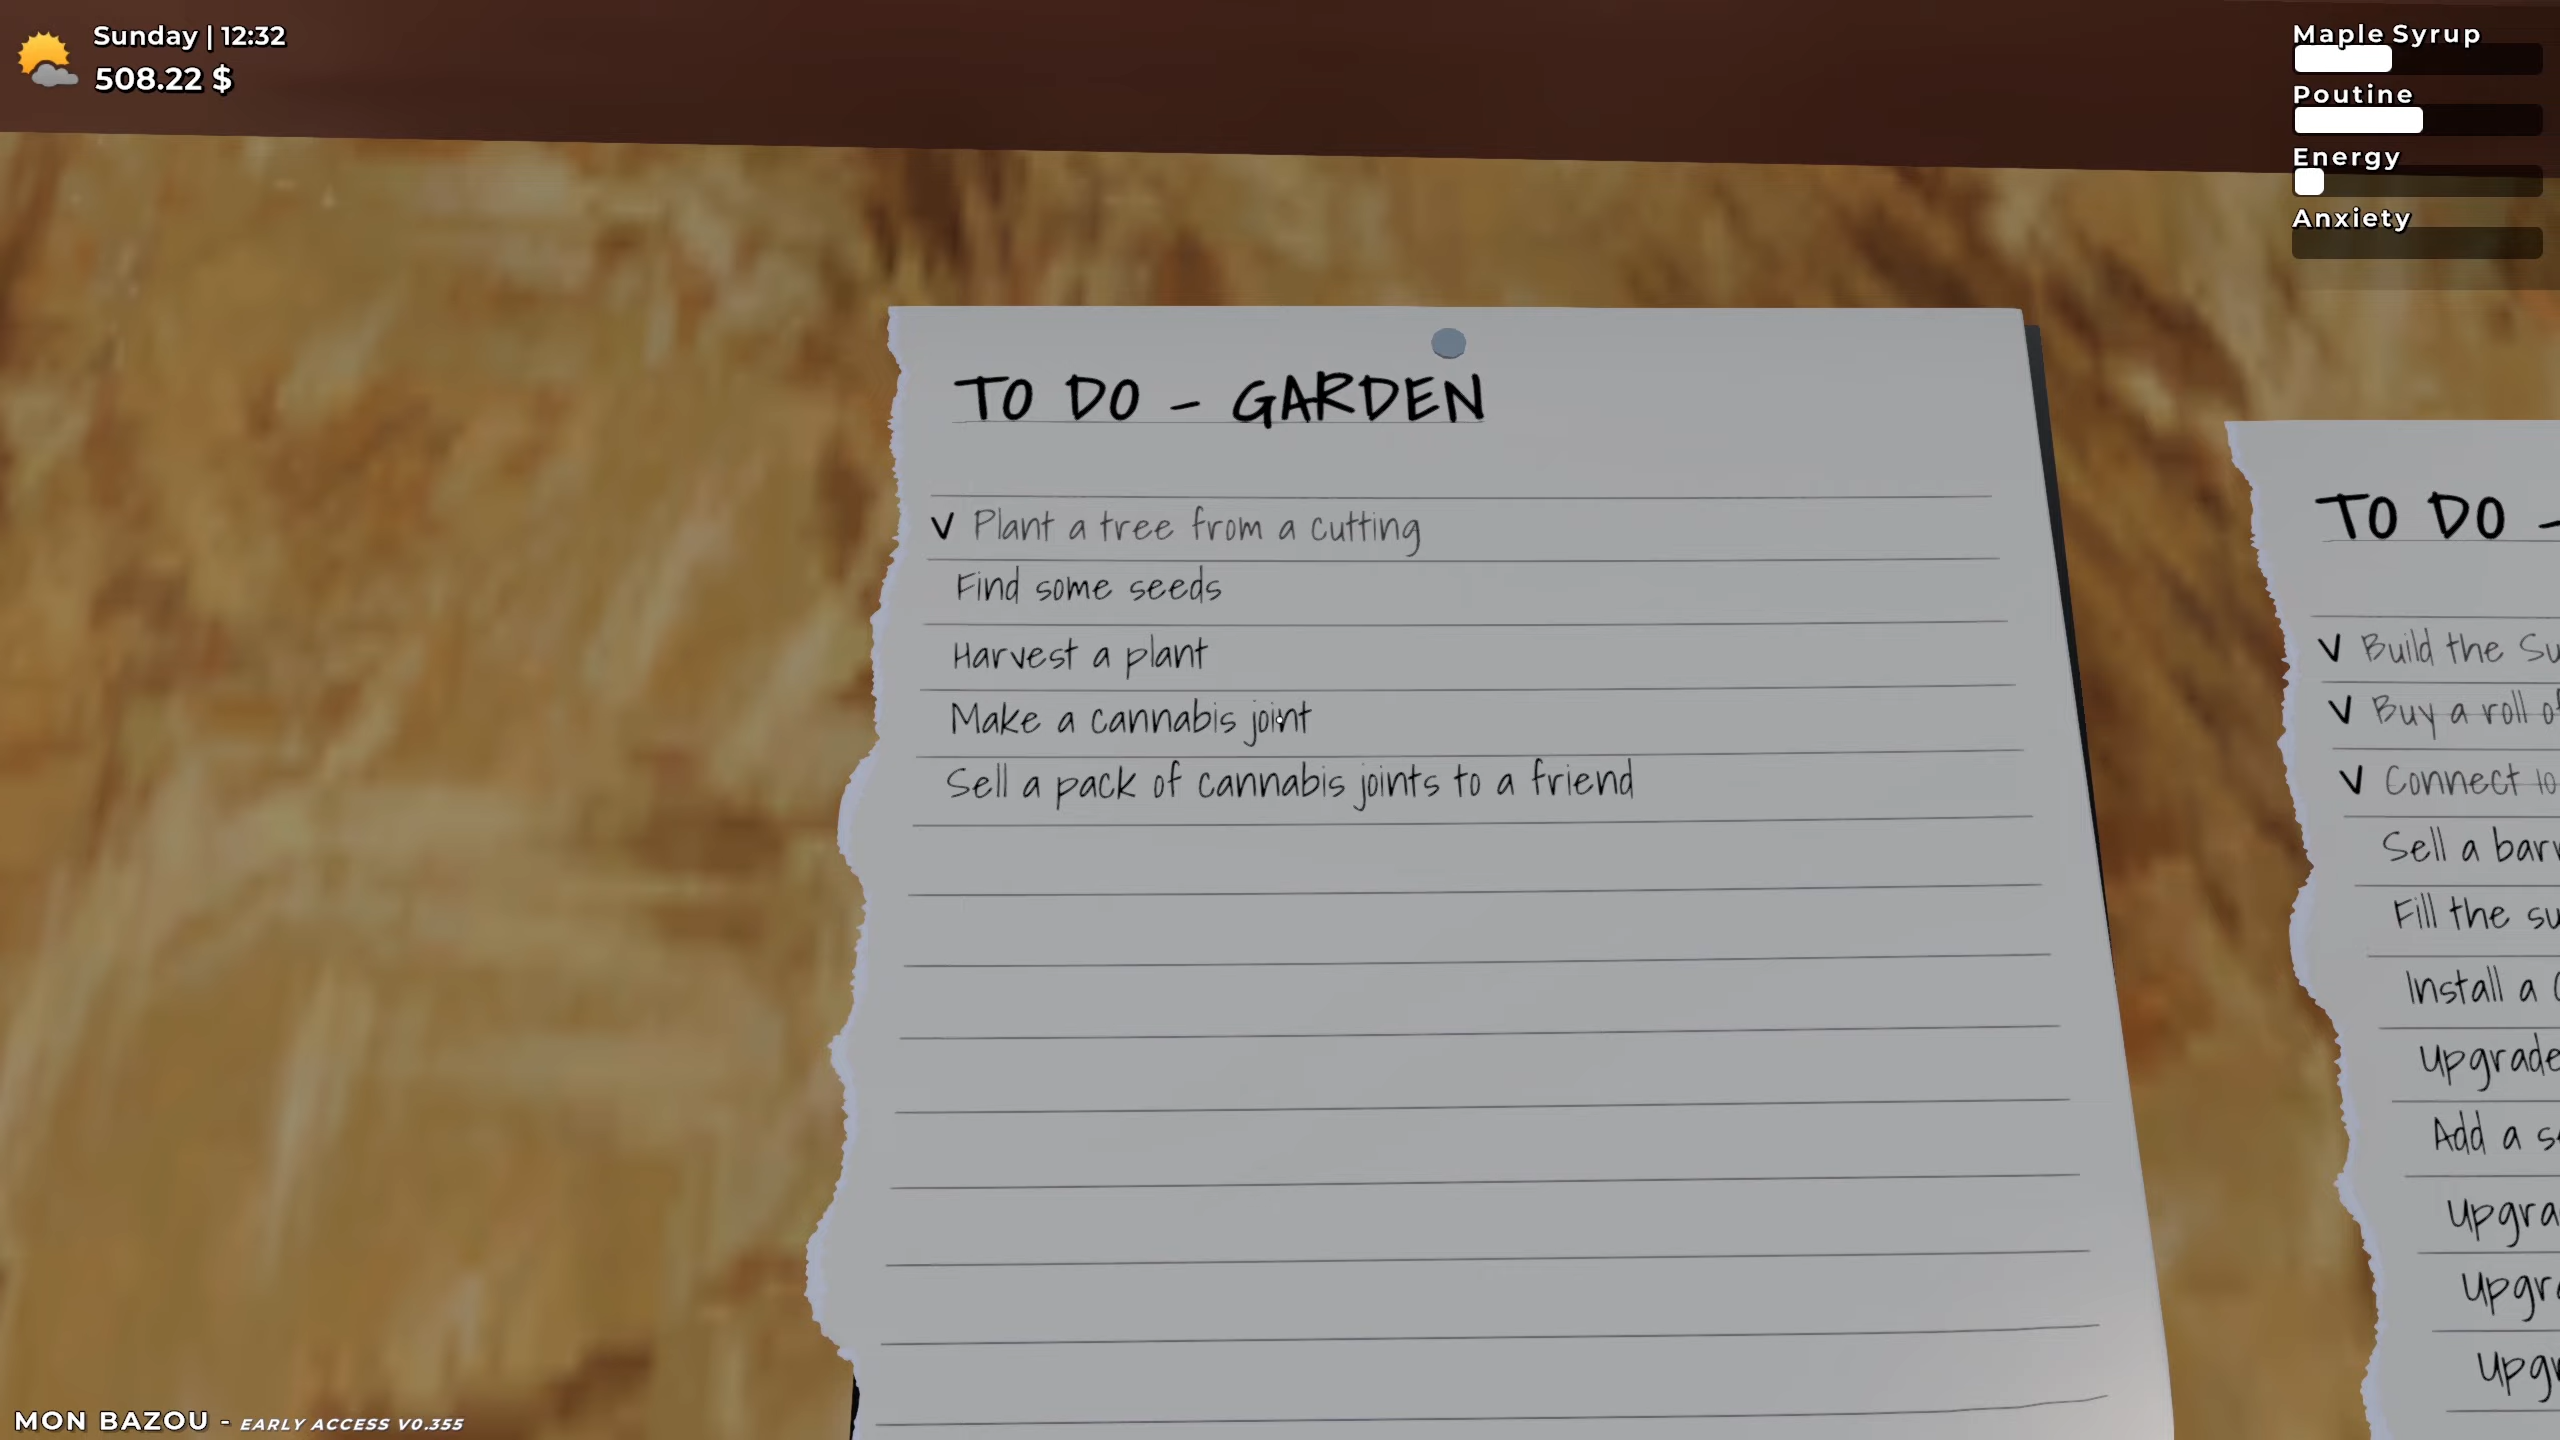 Sunday | 12:32
508.22 $
Maple Syrup
Poutine
Energy
Anxiety
TO DO - GARDEN
V Plant a tree from a cutting
Find some seeds
Harvest a plant
Make a cannabis joint
Sell a pack of cannabis joints to a friend
TO DO -
V Build the
V Buy a roll
V Connect
Sell a
Fill the
Install a
Upgrade
Add a
MON BAZOU - EARLY ACCESS V0.355